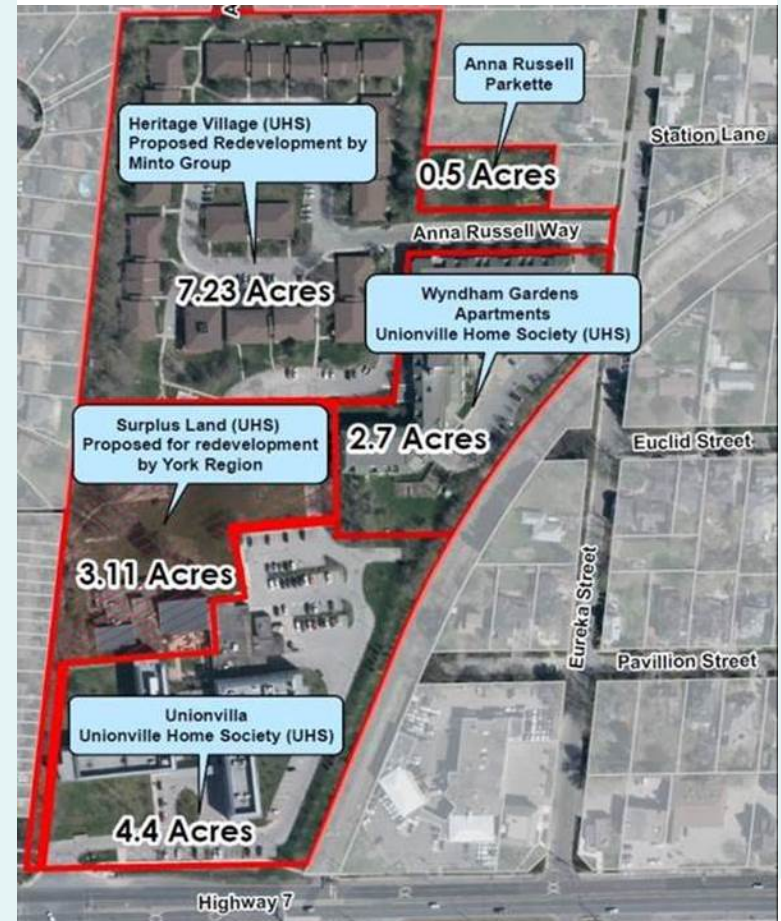 A
Anna Russell
Parkette
Heritage Village (UHS)
Proposed Redevelopment by
Minto Group
Station Lane
0.5 Acres
Anna Russell Way
7.23 Acres
Wyndham Gardens
Apartments
Unionville Home Society (UHS)
Surplus Land (UHS)
Proposed for redevelopment
by York Region
2.7 Acres
Euclid Street
3.11 Acres
Eureka Street
Pavillion Street
Unionvilla
Unionville Home Society (UHS)
4.4 Acres
Highway 7